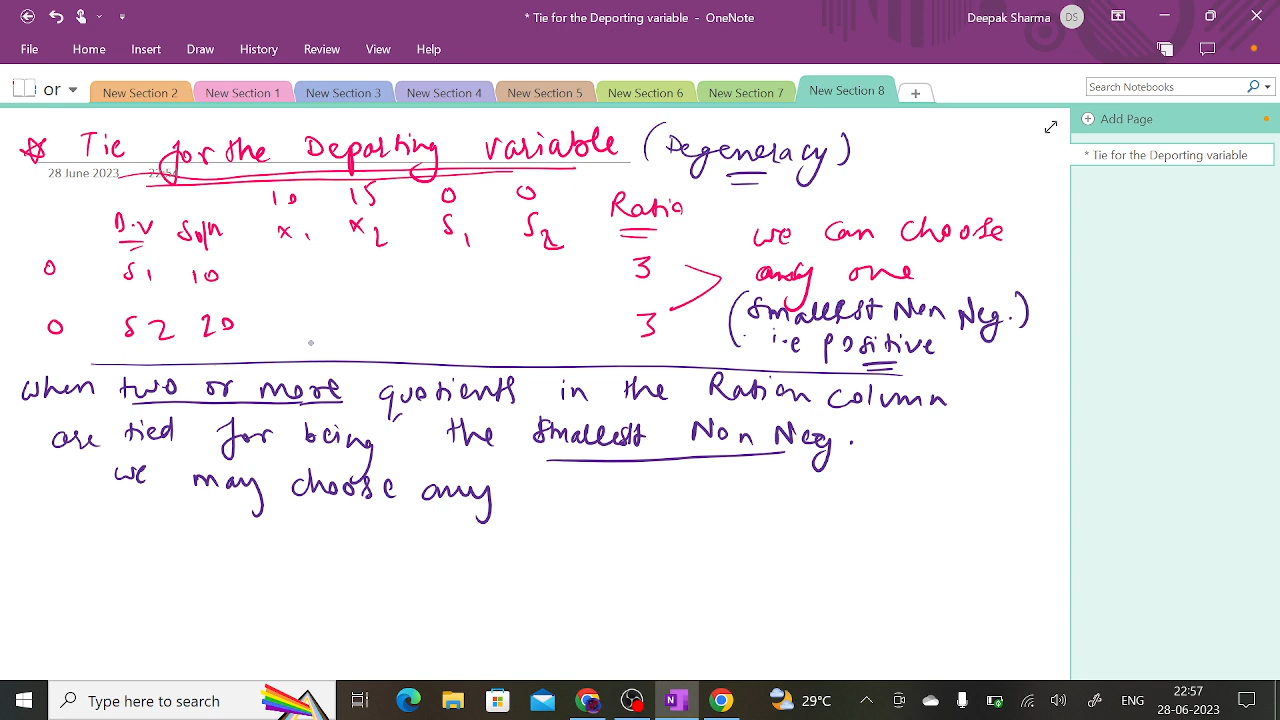 * Tie for the Deporting variable - OneNote
Deepak Sharma DS
File Home Insert Draw History Review View Help
or New Section 2 New Section 1 New Section 3 New Section 4 New Section 5 New Section 6 New Section 7 New Section 8 Search Notebooks
Add Page
* Tie for the Deporting variable
Tie for the Departing variable (Degeneracy)
28 June 2023 22:54
10 15 0 0
B.V Soln x1 x2 S1 S2 Ratio
0 S1 10 3
0 S2 20 3
we can choose
any one
(Smallest Non Neg.)
i.e positive
when two or more quotients in the Ration column
are tied for being the smallest Non Neg.
we may choose any
Type here to search
29°C
ENG
22:57
28-06-2023